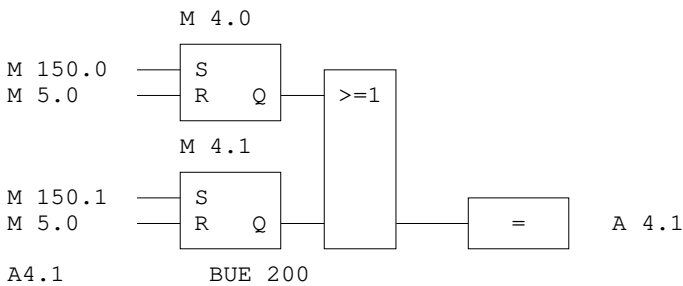 M 4.0
M 150.0 S
M 5.0 R Q >=1
M 4.1
M 150.1 S
M 5.0 R Q = A 4.1
A4.1 BUE 200